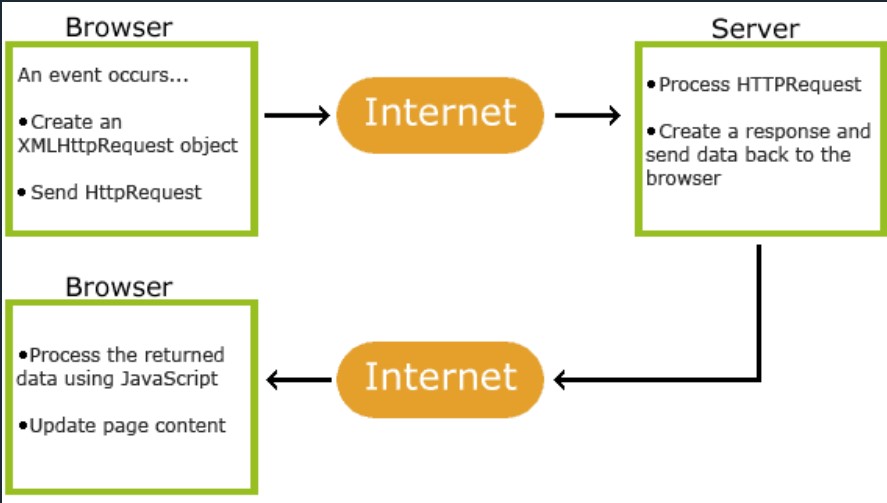 Browser
An event occurs...
•Create an
XMLHttpRequest object
• Send HttpRequest
Internet
Server
•Process HTTPRequest
•Create a response and
send data back to the
browser
Browser
•Process the returned
data using JavaScript
•Update page content
Internet